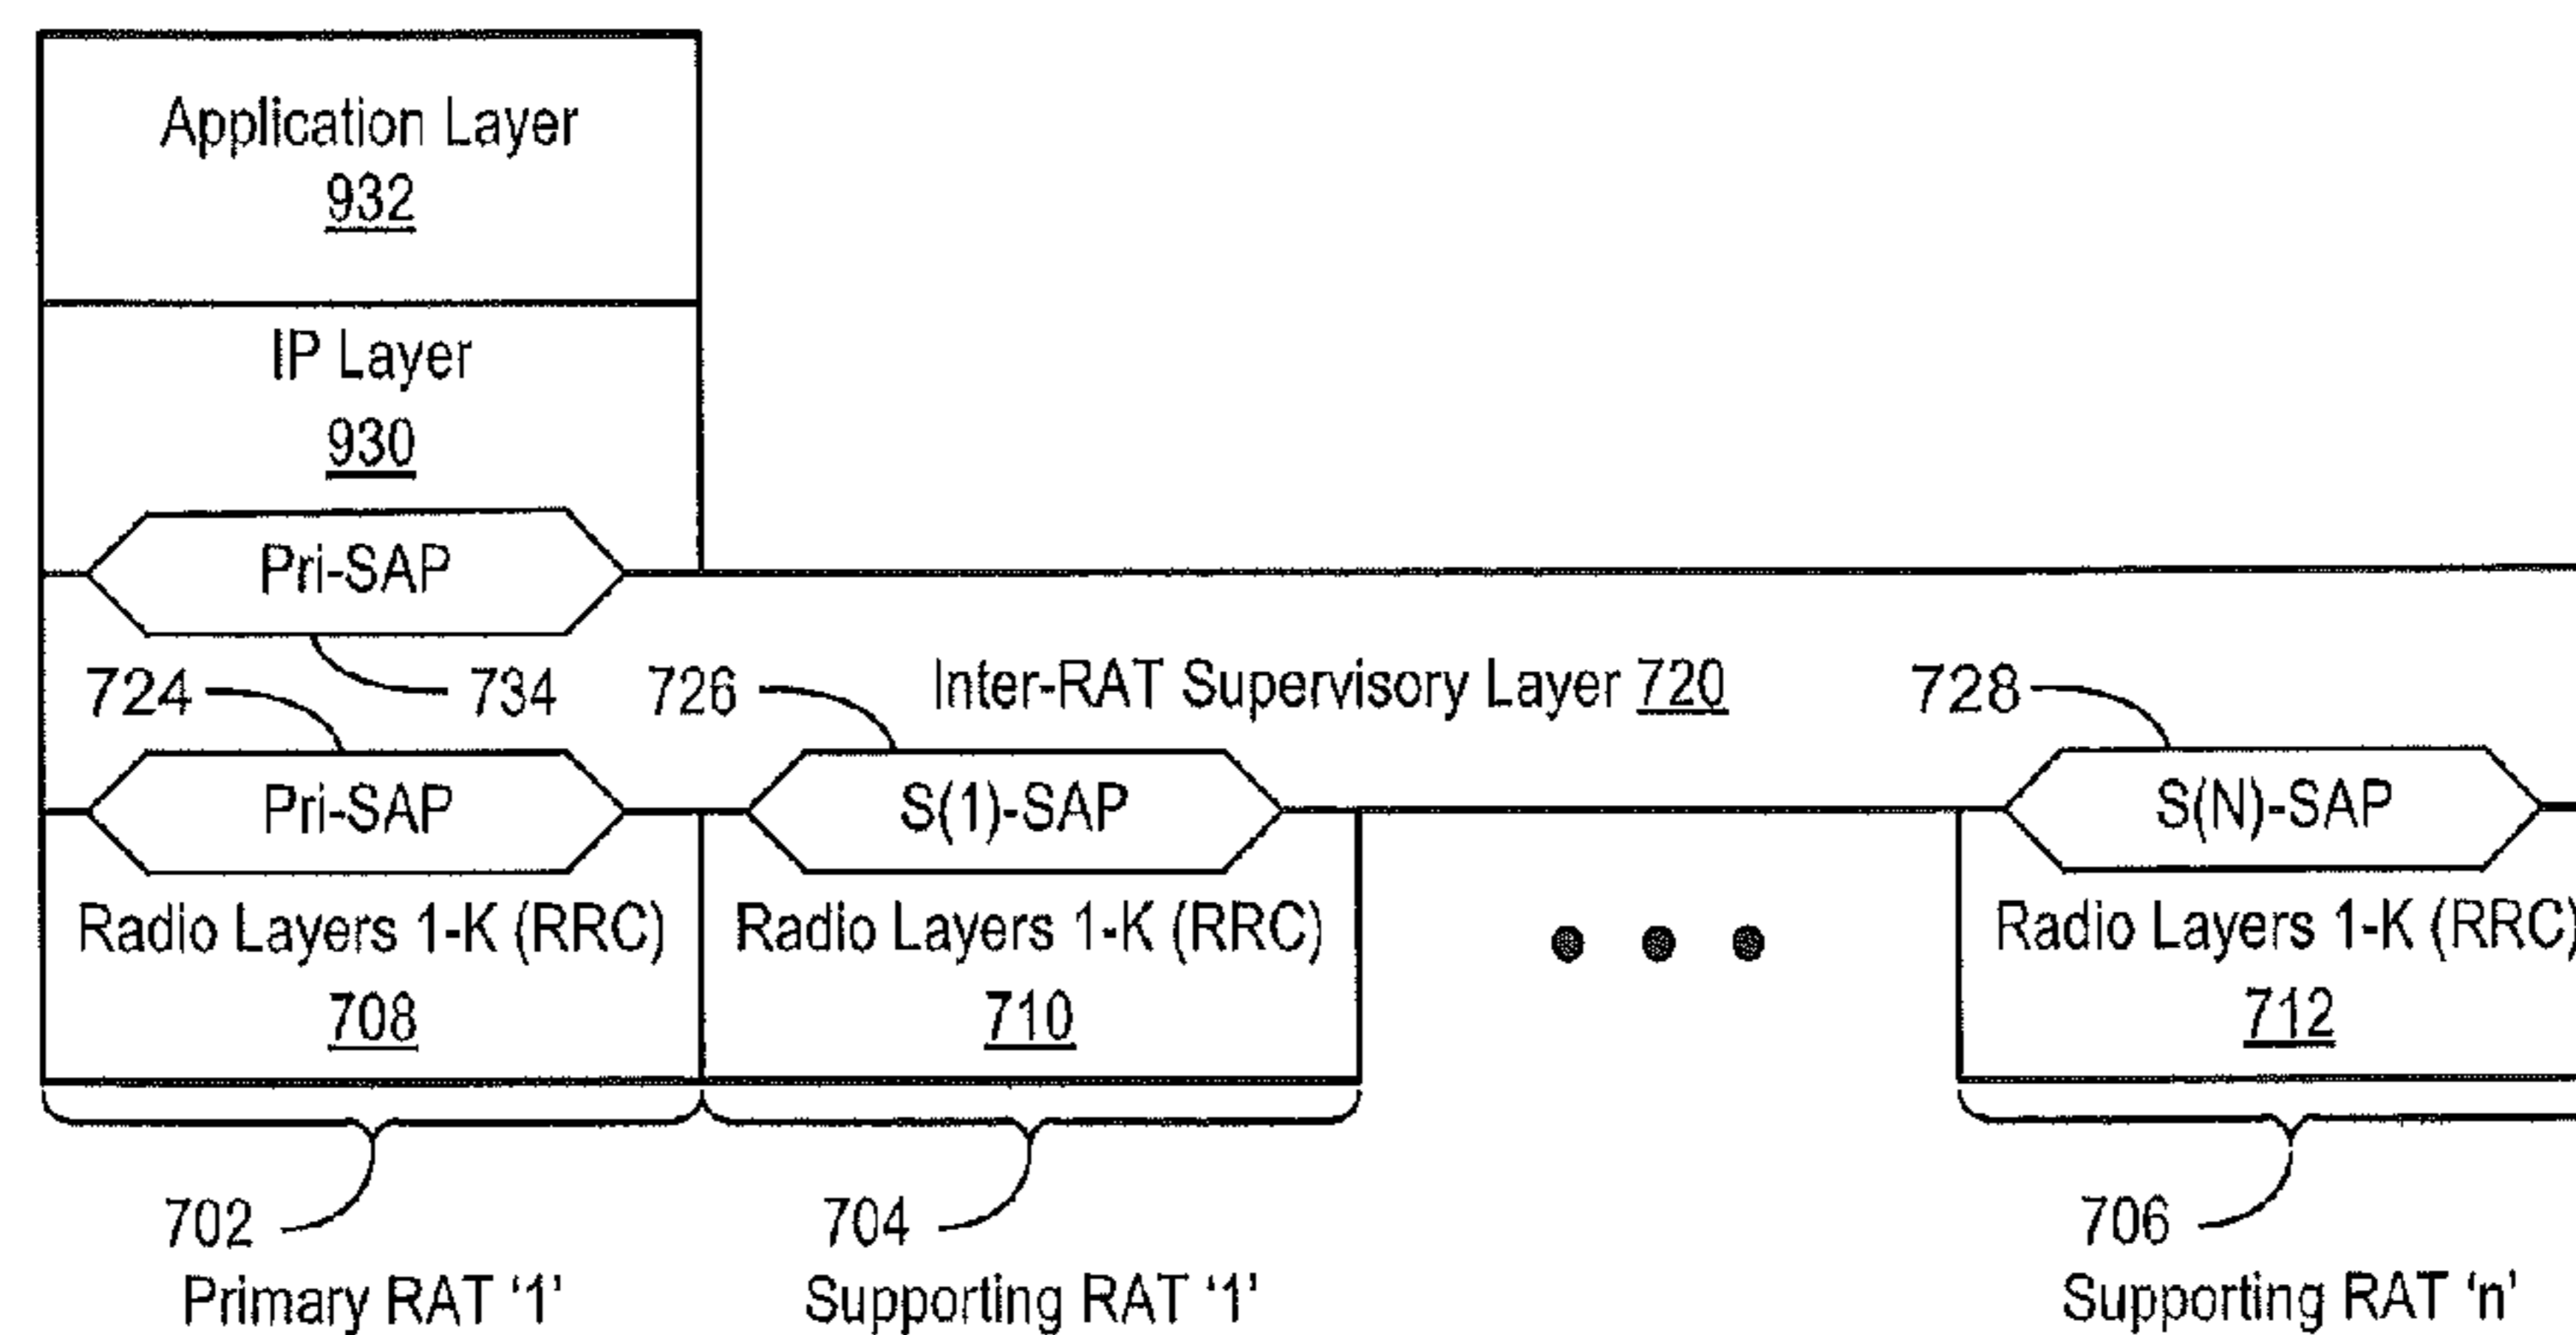 Application Layer
932
IP Layer
930
Pri-SAP
724
734
726
Inter-RAT Supervisory Layer 720
728
Pri-SAP
S(1)-SAP
S(N)-SAP
Radio Layers 1-K (RRC)
708
Radio Layers 1-K (RRC)
710
Radio Layers 1-K (RRC)
712
702
Primary RAT ‘1’
704
Supporting RAT ‘1’
706
Supporting RAT ‘n’